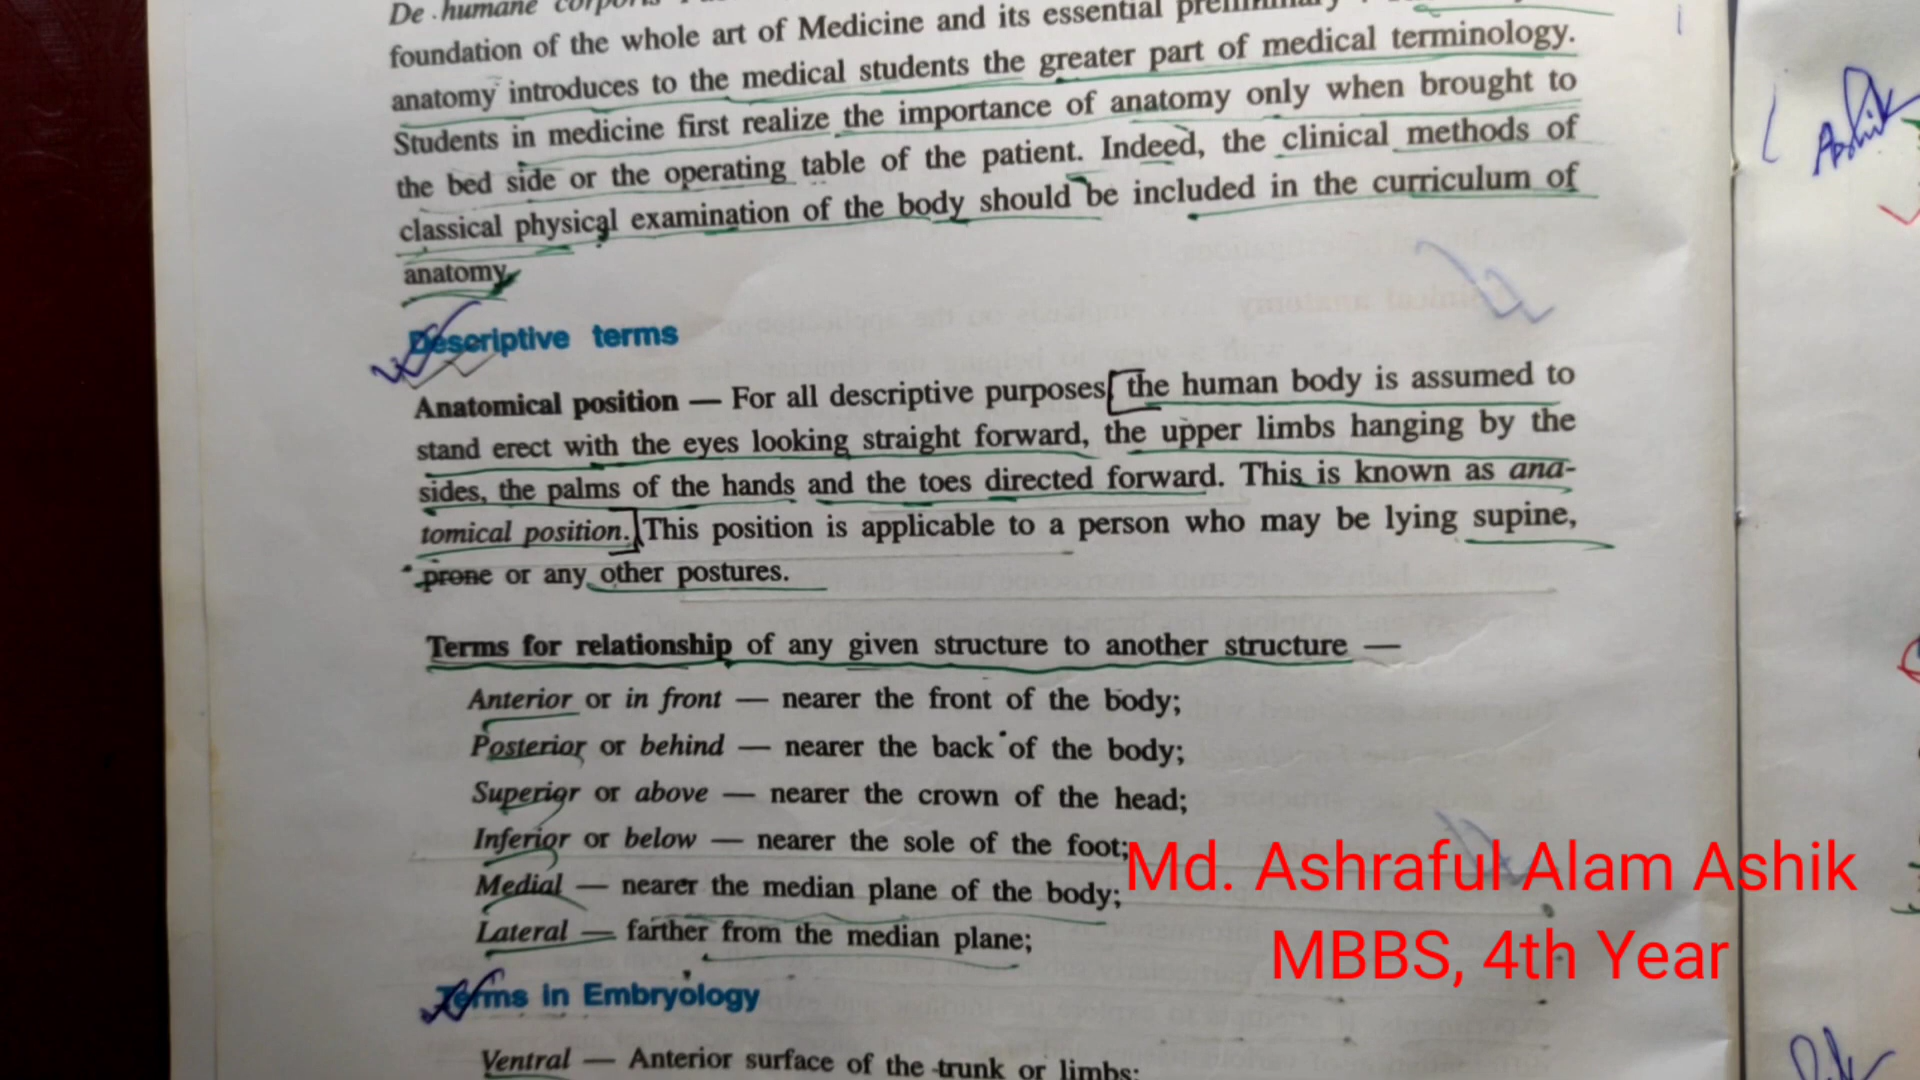 De humane corporis
foundation of the whole art of Medicine and its essential preliminary
anatomy introduces to the medical students the greater part of medical terminology.
Students in medicine first realize the importance of anatomy only when brought to
the bed side or the operating table of the patient. Indeed, the clinical methods of
classical physical examination of the body should be included in the curriculum of
anatomy.
Descriptive terms
Anatomical position — For all descriptive purposes, the human body is assumed to
stand erect with the eyes looking straight forward, the upper limbs hanging by the
sides, the palms of the hands and the toes directed forward. This is known as ana-
tomical position. This position is applicable to a person who may be lying supine,
prone or any other postures.
Terms for relationship of any given structure to another structure —
Anterior or in front — nearer the front of the body;
Posterior or behind — nearer the back of the body;
Superior or above — nearer the crown of the head;
Inferior or below — nearer the sole of the foot;
Medial — nearer the median plane of the body;
Lateral — farther from the median plane;
Terms in Embryology
Ventral — Anterior surface of the trunk or limbs;
Ashik
Md. Ashraful Alam Ashik
MBBS, 4th Year